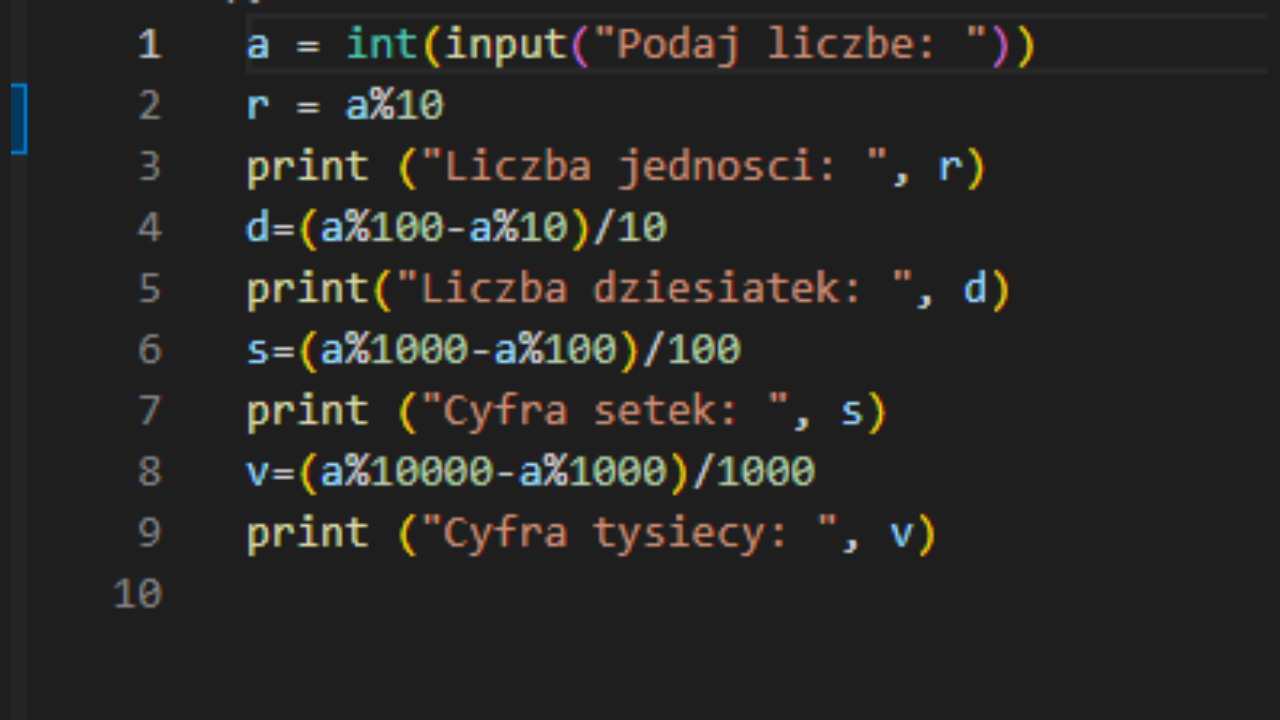 1 a = int(input("Podaj liczbe: "))
2 r = a%10
3 print ("Liczba jednosci: ", r)
4 d=(a%100-a%10)/10
5 print("Liczba dziesiatek: ", d)
6 s=(a%1000-a%100)/100
7 print ("Cyfra setek: ", s)
8 v=(a%10000-a%1000)/1000
9 print ("Cyfra tysiecy: ", v)
10